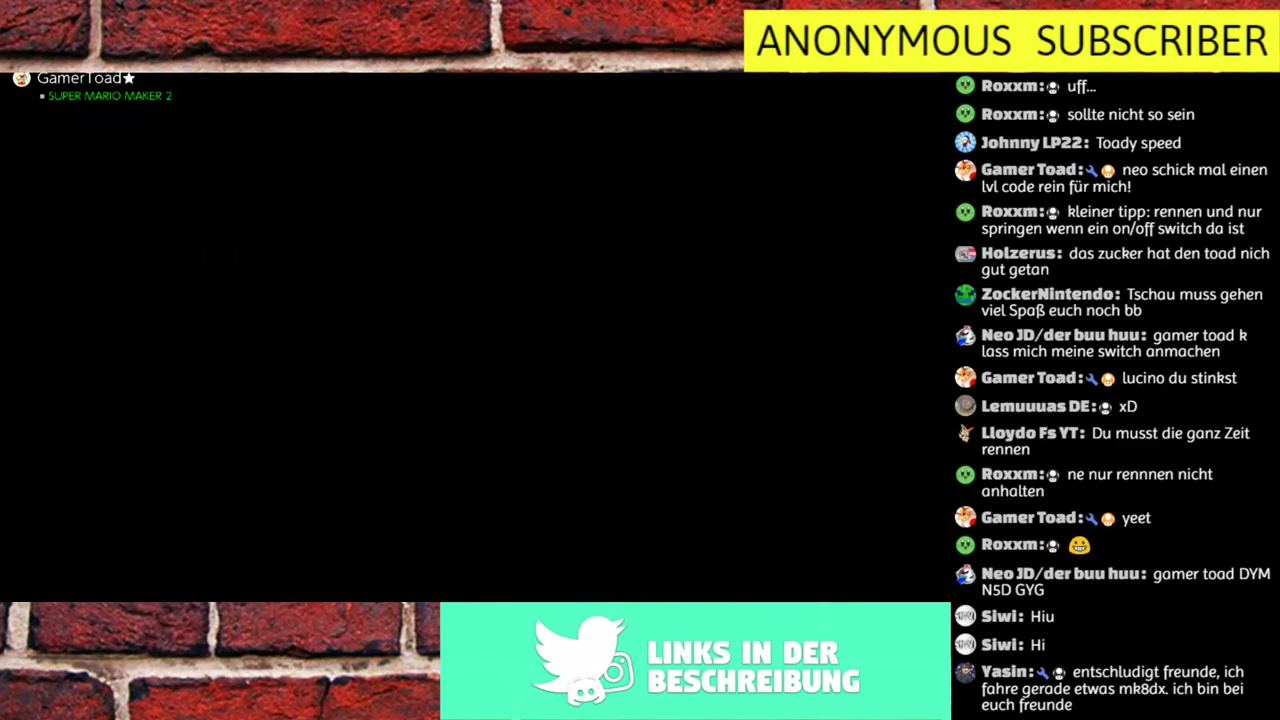 ANONYMOUS SUBSCRIBER
GamerToad★
SUPER MARIO MAKER 2
Roxxm: uff...
Roxxm: sollte nicht so sein
Johnny LP22: Toady speed
Gamer Toad: neo schick mal einen
lvl code rein für mich!
Roxxm: kleiner tipp: rennen und nur
springen wenn ein on/off switch da ist
Holzerus: das zucker hat den toad nich
gut getan
ZockerNintendo: Tschau muss gehen
viel Spaß euch noch bb
Neo JD/der buu huu: gamer toad k
lass mich meine switch anmachen
Gamer Toad: lucino du stinkst
Lemuuuas DE: xD
Lloydo Fs YT: Du musst die ganz Zeit
rennen
Roxxm: ne nur rennnen nicht
anhalten
Gamer Toad: yeet
Roxxm: 😀
Neo JD/der buu huu: gamer toad DYM
N5D GYG
Siwi: Hiu
Siwi: Hi
Yasin: entschludigt freunde, ich
fahre gerade etwas mk8dx. ich bin bei
euch freunde
LINKS IN DER
BESCHREIBUNG